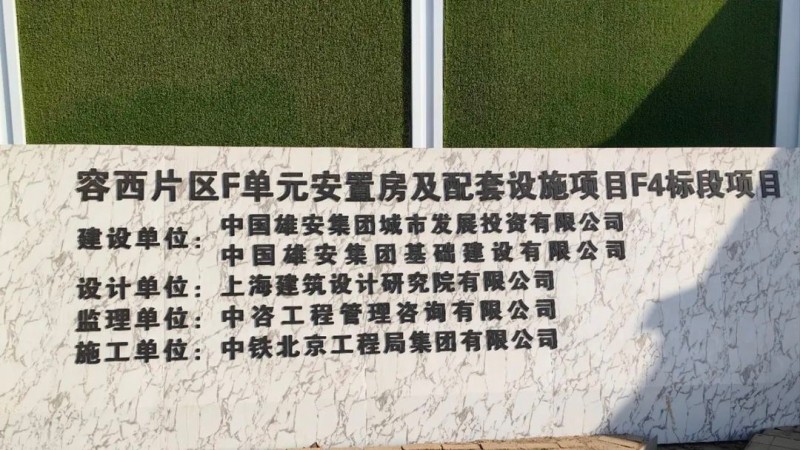 容西片区F单元安置房及配套设施项目F4标段项目
建设单位：中国雄安集团城市发展投资有限公司
中国雄安集团基础建设有限公司
设计单位：上海建筑设计研究院有限公司
监理单位：中咨工程管理咨询有限公司
施工单位：中铁北京工程局集团有限公司